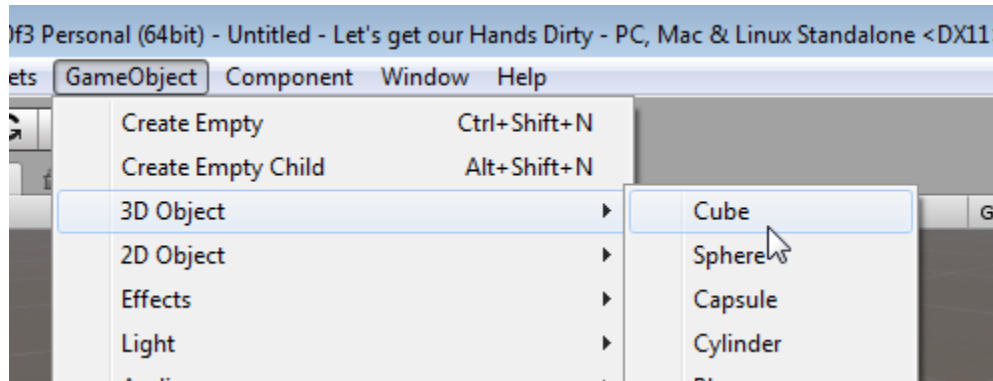 0f3 Personal (64bit) - Untitled - Let's get our Hands Dirty - PC, Mac & Linux Standalone <DX11
ets GameObject Component Window Help
Create Empty Ctrl+Shift+N
Create Empty Child Alt+Shift+N
3D Object
2D Object
Effects
Light
Cube
Sphere
Capsule
Cylinder